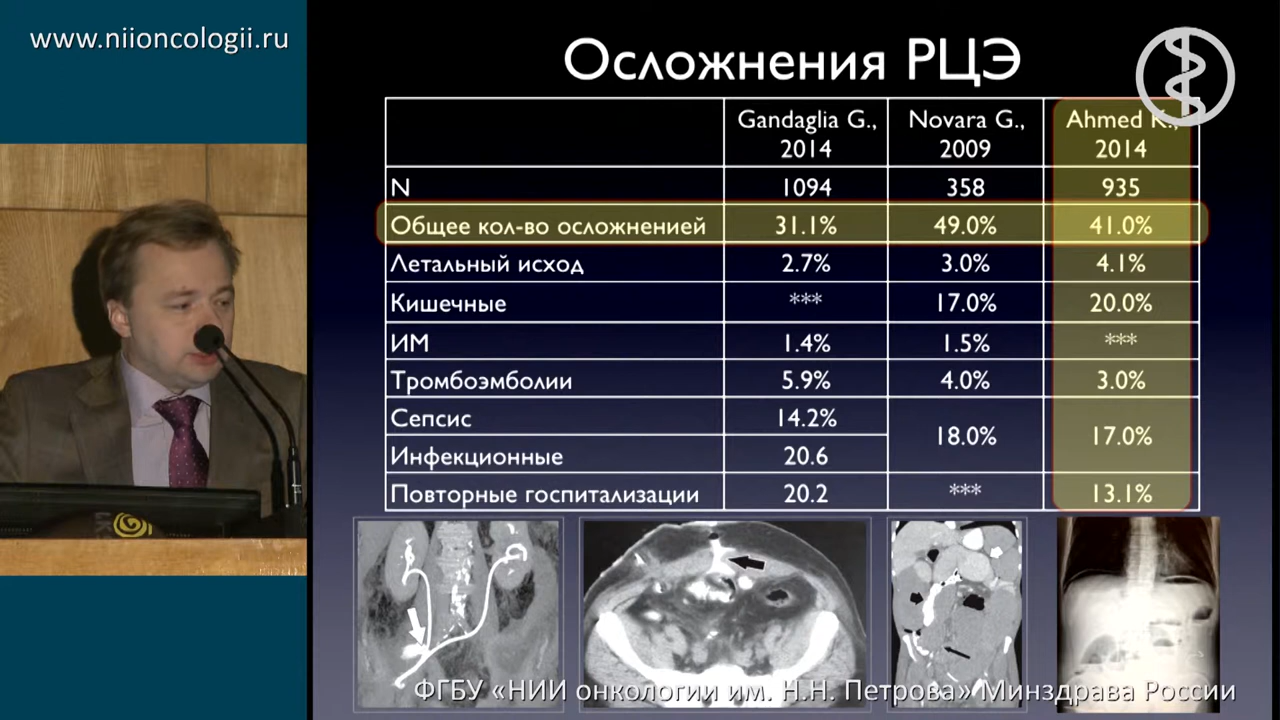 www.niioncologii.ru
Осложнения РЦЭ
Gandaglia G., 2014
Novara G., 2009
Ahmed K., 2014
N 1094 358 935
Общее кол-во осложненией 31.1% 49.0% 41.0%
Летальный исход 2.7% 3.0% 4.1%
Кишечные *** 17.0% 20.0%
ИМ 1.4% 1.5% ***
Тромбоэмболии 5.9% 4.0% 3.0%
Сепсис 14.2% 18.0% 17.0%
Инфекционные 20.6
Повторные госпитализации 20.2 *** 13.1%
ФГБУ «НИИ онкологии им. Н.Н. Петрова» Минздрава России